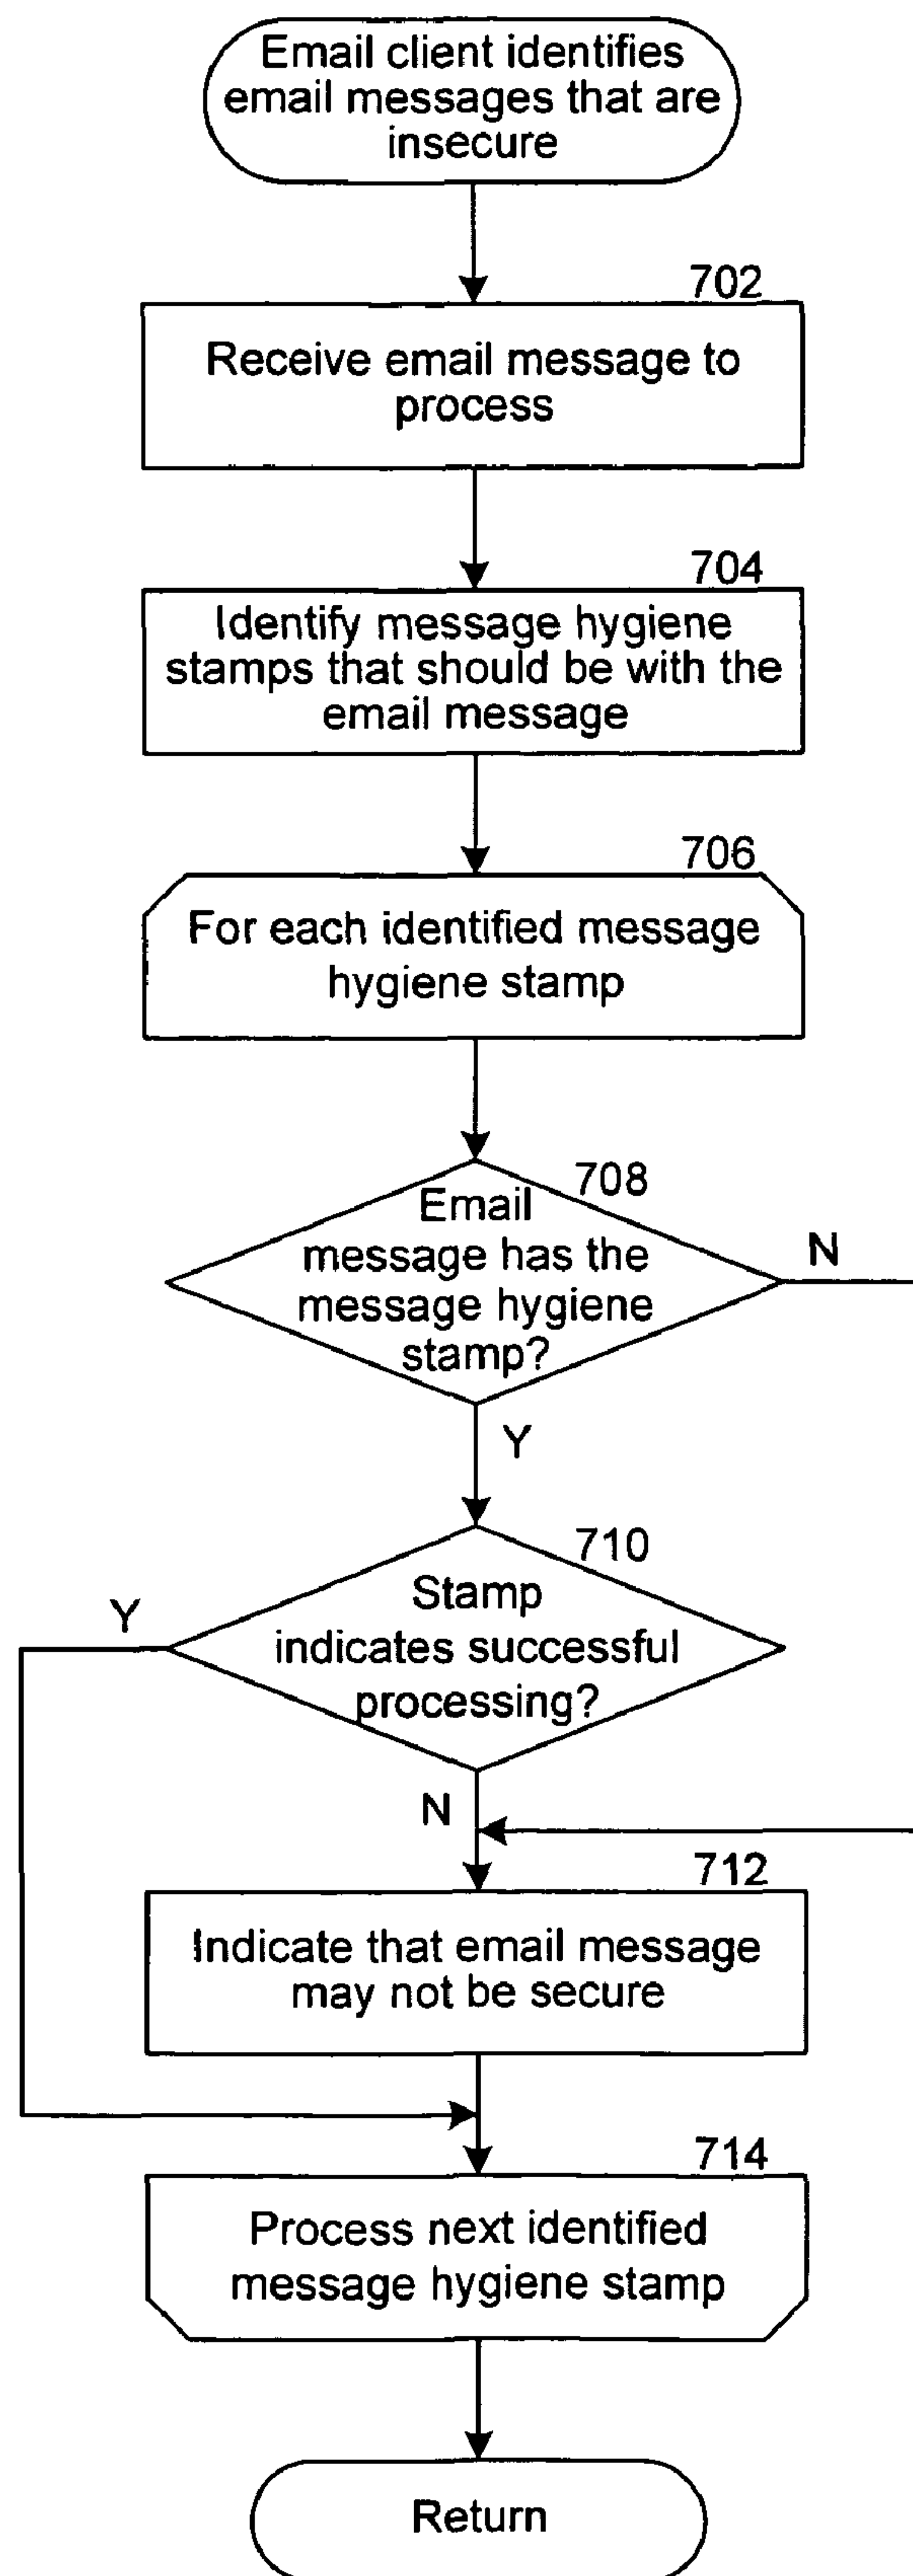 Email client identifies
email messages that are
insecure
702
Receive email message to
process
704
Identify message hygiene
stamps that should be with the
email message
706
For each identified message
hygiene stamp
708
Email
message has the
message hygiene
stamp?
N
Y
710
Stamp
indicates successful
processing?
Y
N
712
Indicate that email message
may not be secure
714
Process next identified
message hygiene stamp
Return